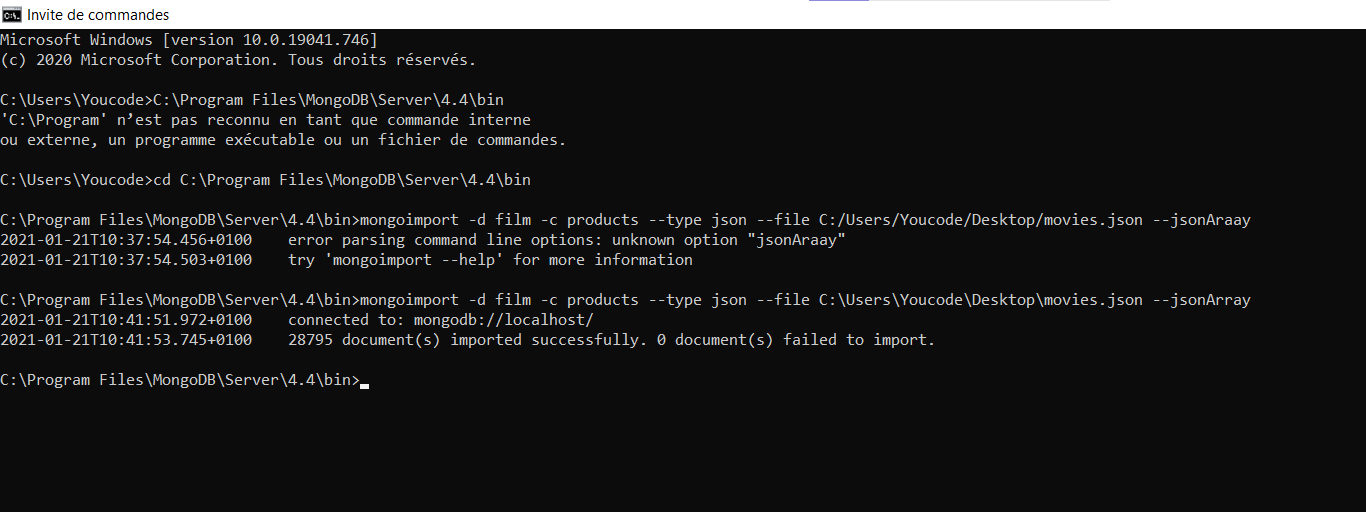 Invite de commandes
Microsoft Windows [version 10.0.19041.746]
(c) 2020 Microsoft Corporation. Tous droits réservés.
C:\Users\Youcode>C:\Program Files\MongoDB\Server\4.4\bin
'C:\Program' n’est pas reconnu en tant que commande interne
ou externe, un programme exécutable ou un fichier de commandes.
C:\Users\Youcode>cd C:\Program Files\MongoDB\Server\4.4\bin
C:\Program Files\MongoDB\Server\4.4\bin>mongoimport -d film -c products --type json --file C:/Users/Youcode/Desktop/movies.json --jsonAraay
2021-01-21T10:37:54.456+0100    error parsing command line options: unknown option "jsonAraay"
2021-01-21T10:37:54.503+0100    try 'mongoimport --help' for more information
C:\Program Files\MongoDB\Server\4.4\bin>mongoimport -d film -c products --type json --file C:\Users\Youcode\Desktop\movies.json --jsonArray
2021-01-21T10:41:51.972+0100    connected to: mongodb://localhost/
2021-01-21T10:41:53.745+0100    28795 document(s) imported successfully. 0 document(s) failed to import.
C:\Program Files\MongoDB\Server\4.4\bin>